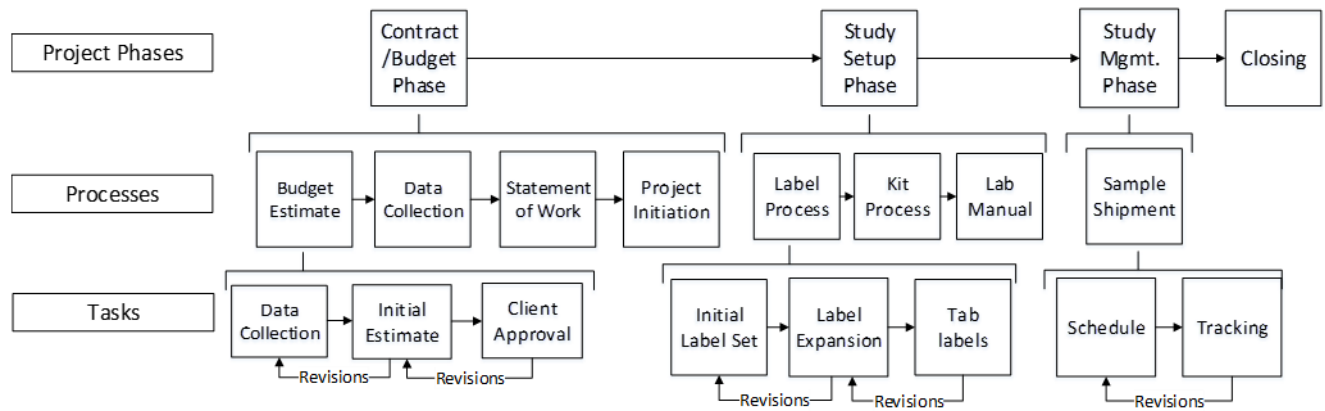 Project Phases
Contract
/Budget
Phase
Study
Setup
Phase
Study
Mgmt.
Phase
Closing
Processes
Budget
Estimate
Data
Collection
Statement
of Work
Project
Initiation
Label
Process
Kit
Process
Lab
Manual
Sample
Shipment
Tasks
Data
Collection
Initial
Estimate
Client
Approval
Initial
Label Set
Label
Expansion
Tab
labels
Schedule
Tracking
Revisions
Revisions
Revisions
Revisions
Revisions